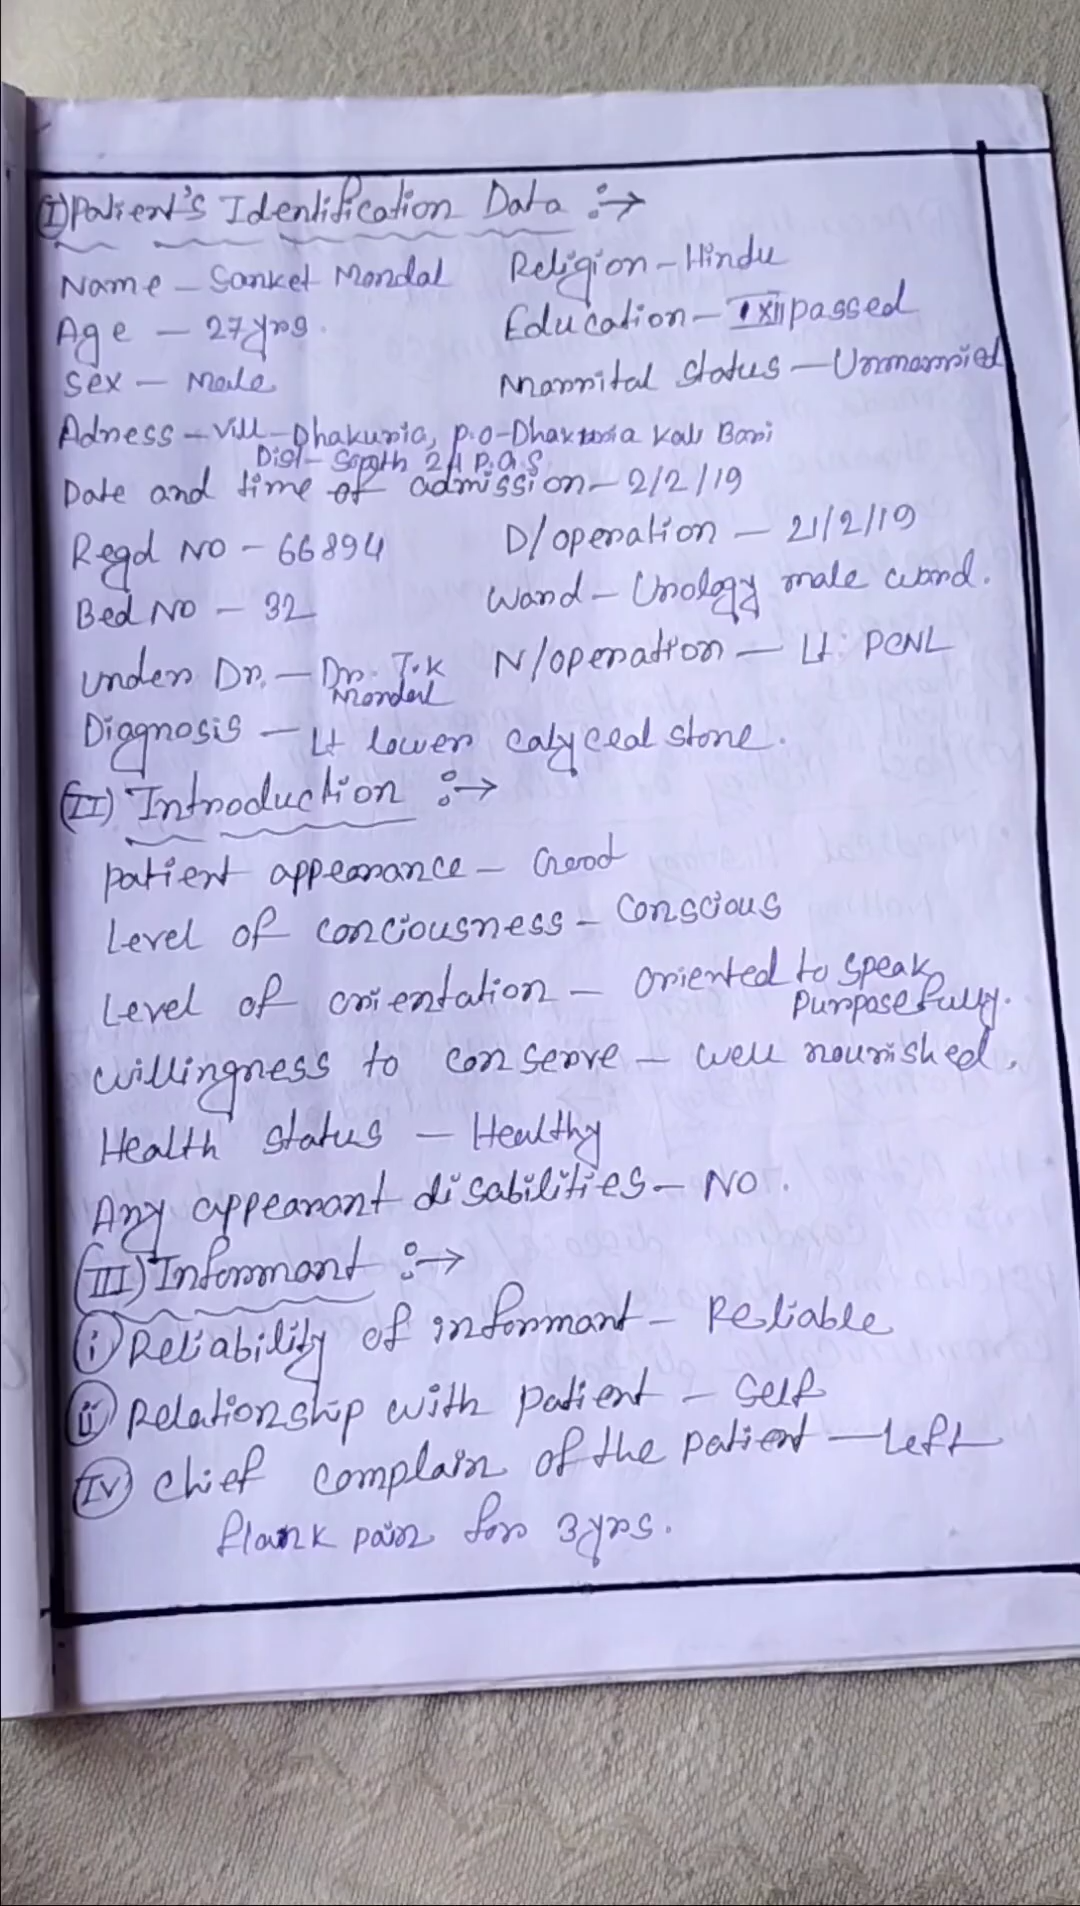 (I) Patient's Identification Data :→
Name – Sanket Mondal Religion – Hindu
Age – 27 yrs. Education – XII passed
Sex – Male Marrital status – Unmarried
Adress – Vill – Dhakuria, P.O – Dhakuria Kali Bari
Dist – South 24 P.G.S
Date and time of admission – 2/2/19
Regd NO – 66894 D/operation – 21/2/19
Bed NO – 32 Ward – Urology male ward.
Under Dr. – Dr. T.K N/operation – Lt: PCNL
Mondal
Diagnosis – Lt lower calyceal stone.
(II) Introduction :→
Patient appearance – Good
Level of conciousness – Conscious
Level of orientation – Oriented to speak
purposefully.
Willingness to conserve – well nourished.
Health status – Healthy
Any appearant disabilities – NO.
(III) Informant :→
(i) Reliability of informant – Reliable
(ii) Relationship with patient – Self
(IV) Chief complain of the patient – Left
flank pain for 3yrs.